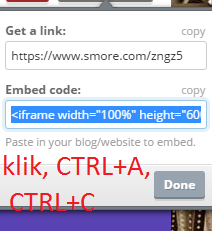 Get a link: copy
https://www.smore.com/zngz5
Embed code: copy
<iframe width="100%" height="60
Paste in your blog/website to embed.
klik, CTRL+A,
CTRL+C
Done